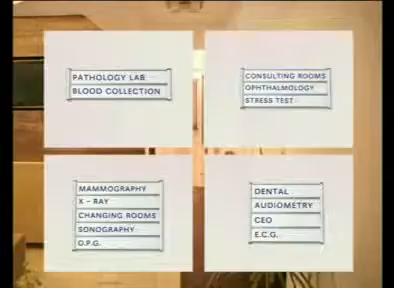 PATHOLOGY LAB
BLOOD COLLECTION
CONSULTING ROOMS
OPHTHALMOLOGY
STRESS TEST
MAMMOGRAPHY
X - RAY
CHANGING ROOMS
SONOGRAPHY
O.P.G.
DENTAL
AUDIOMETRY
CEO
E.C.G.